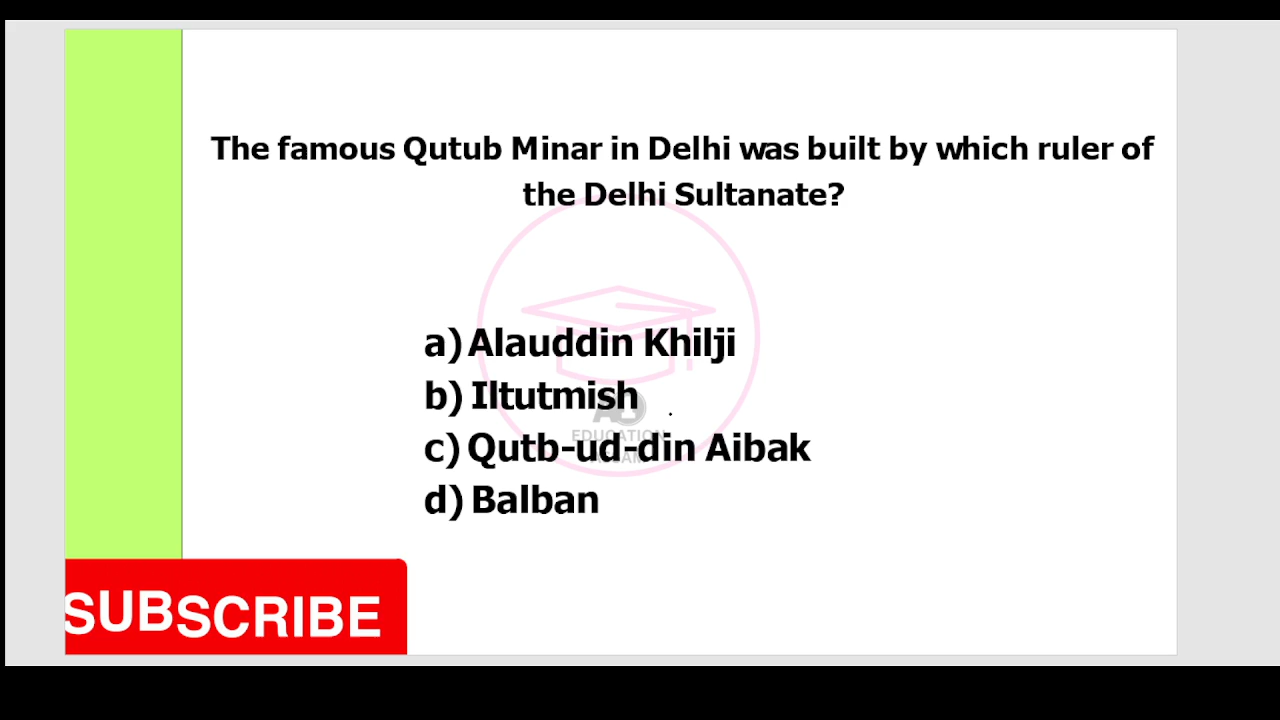 The famous Qutub Minar in Delhi was built by which ruler of
the Delhi Sultanate?
a) Alauddin Khilji
b) Iltutmish
c) Qutb-ud-din Aibak
d) Balban
EDUCATION
SUBSCRIBE